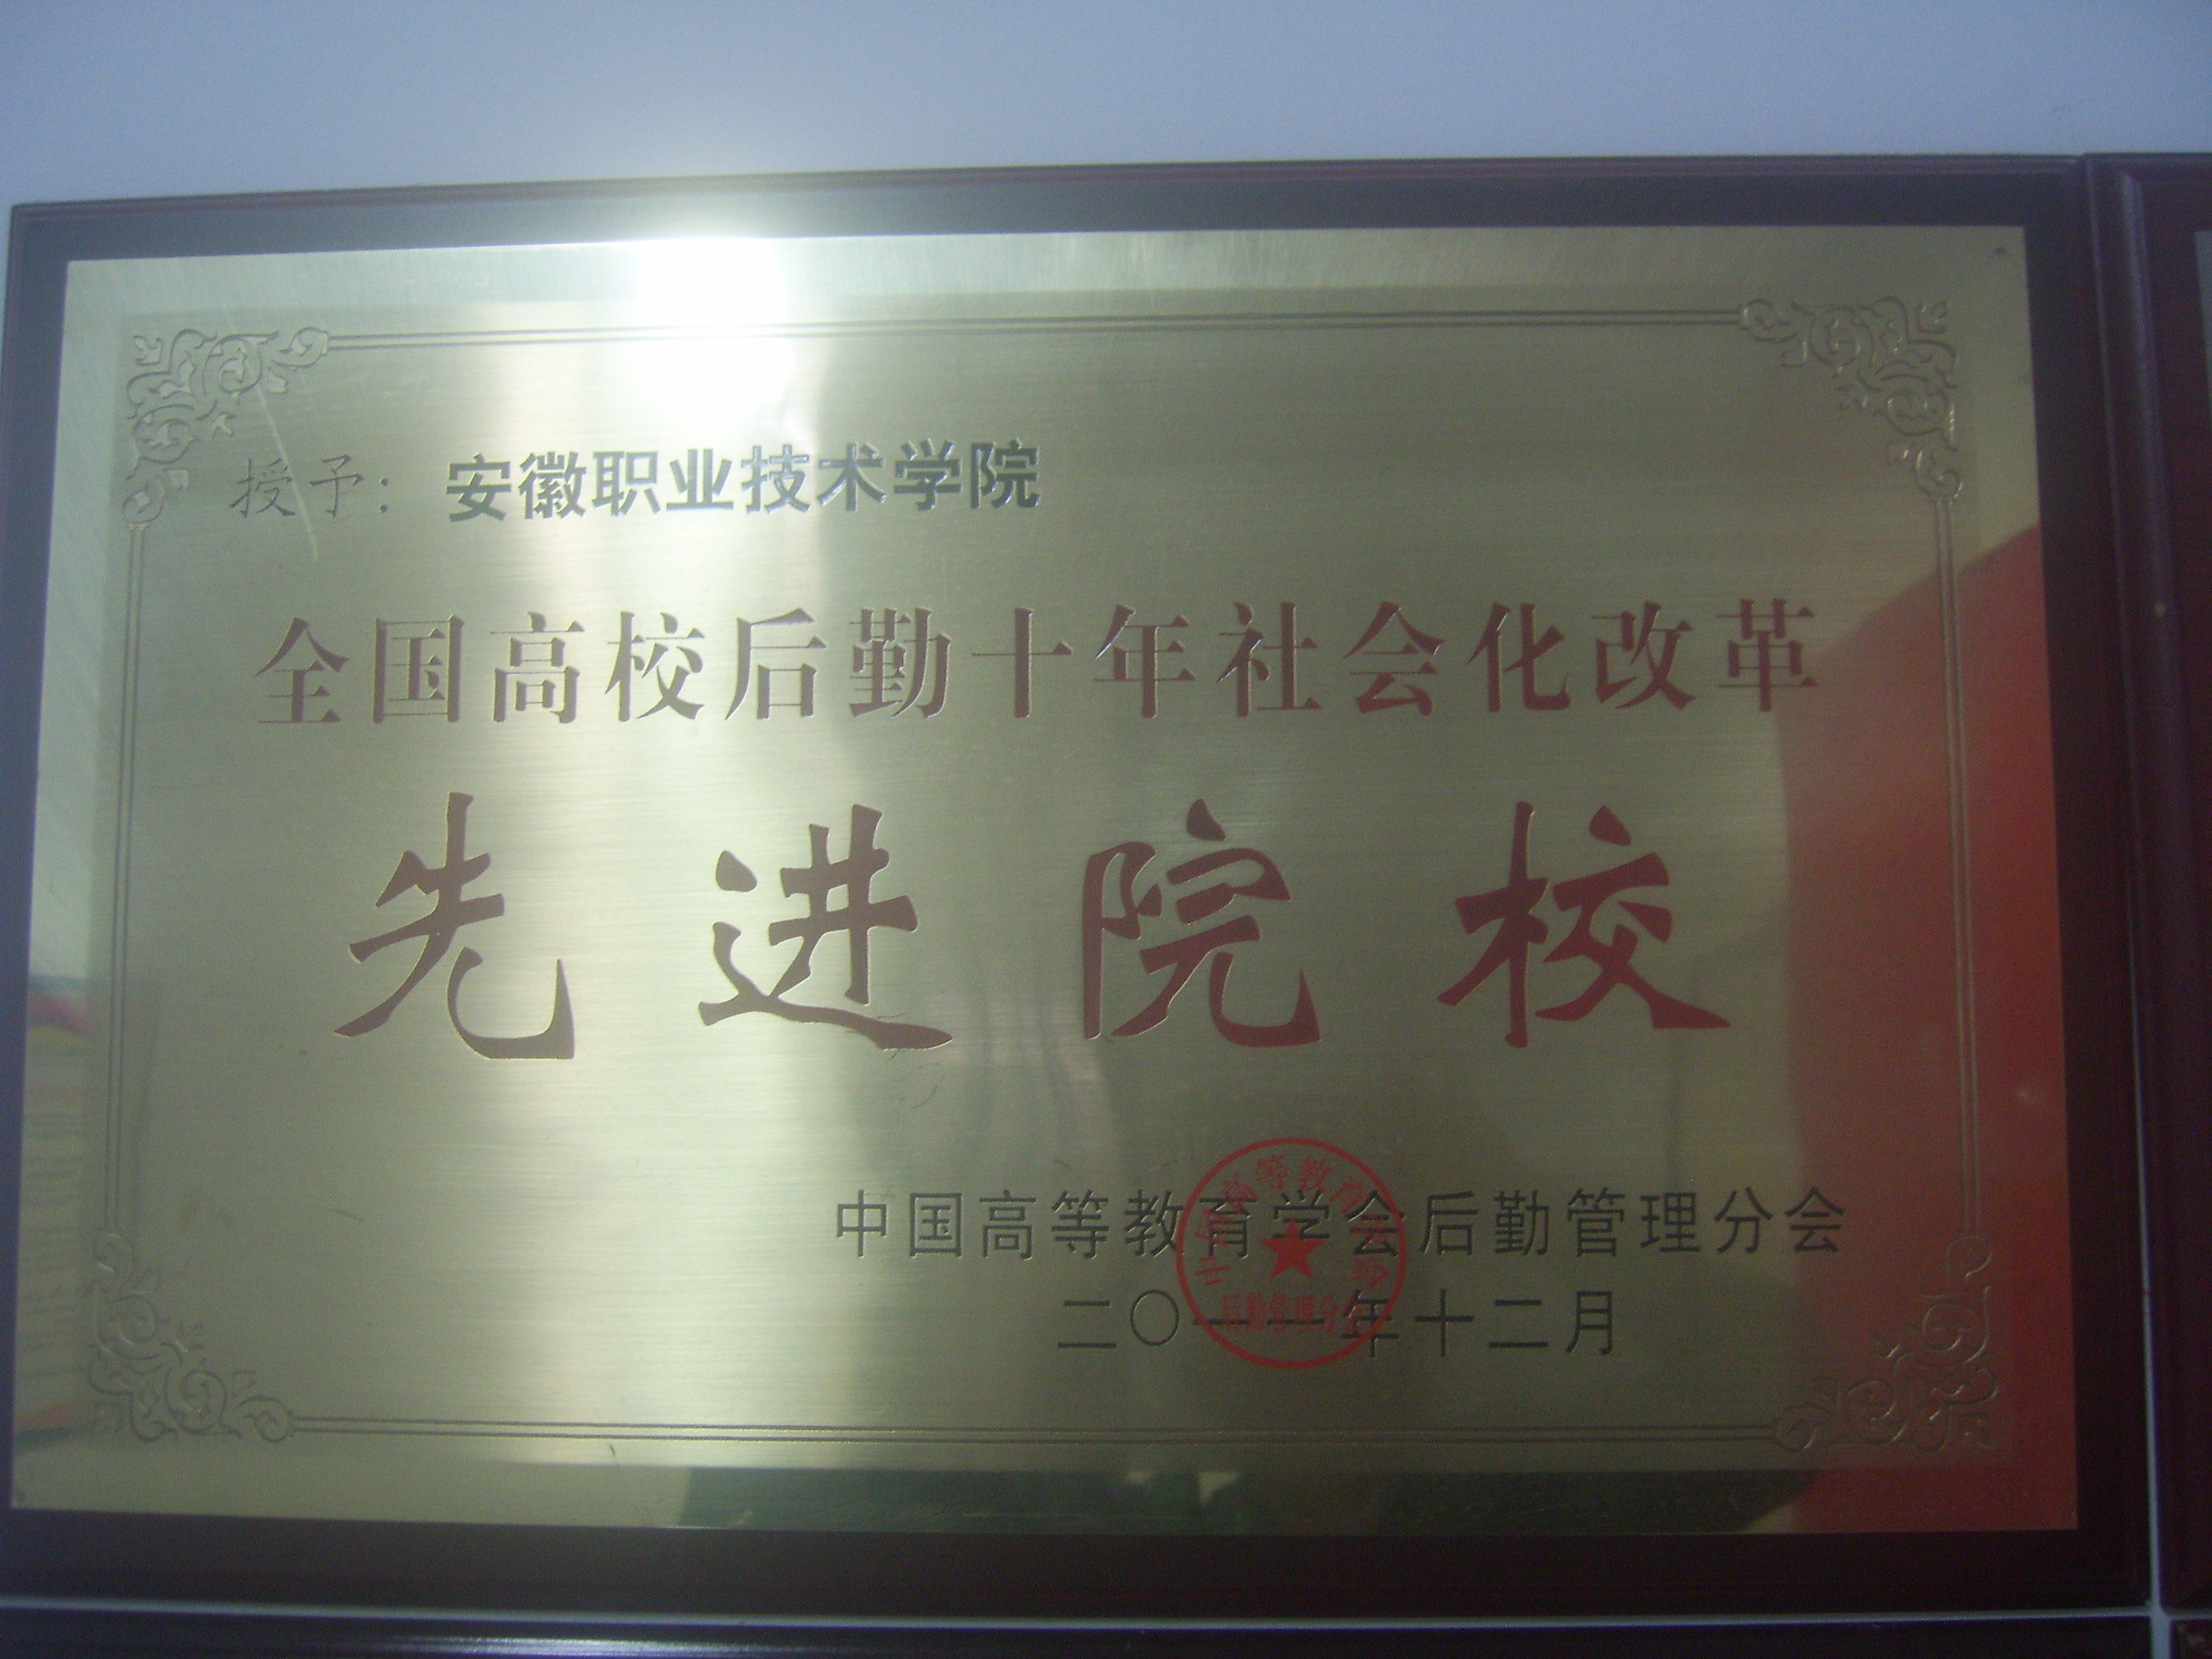 授予：安徽职业技术学院
全国高校后勤十年社会化改革
先进院校
中国高等教育学会后勤管理分会
二〇一一年十二月